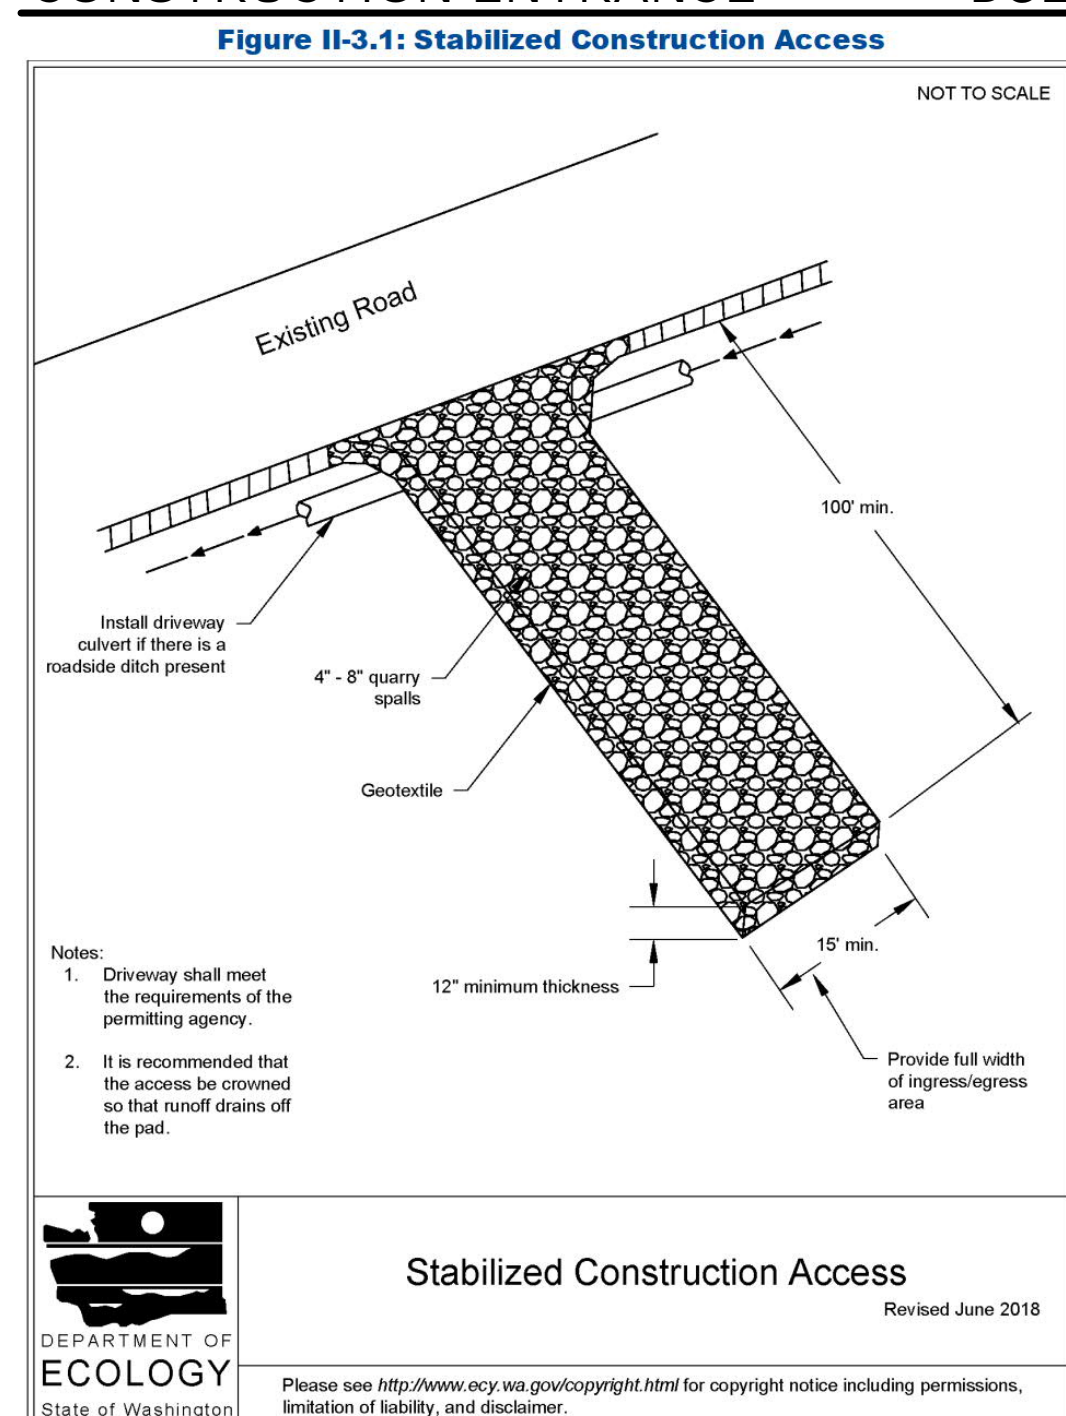 CONSTRUCTION ENTRANCE
Figure II-3.1: Stabilized Construction Access
NOT TO SCALE
Existing Road
100' min.
Install driveway
culvert if there is a
roadside ditch present
4" - 8" quarry
spalls
Geotextile
12" minimum thickness
15' min.
Provide full width
of ingress/egress
area
Notes:
1. Driveway shall meet
the requirements of the
permitting agency.
2. It is recommended that
the access be crowned
so that runoff drains off
the pad.
Stabilized Construction Access
Revised June 2018
DEPARTMENT OF
ECOLOGY
State of Washington
Please see http://www.ecy.wa.gov/copyright.html for copyright notice including permissions,
limitation of liability, and disclaimer.